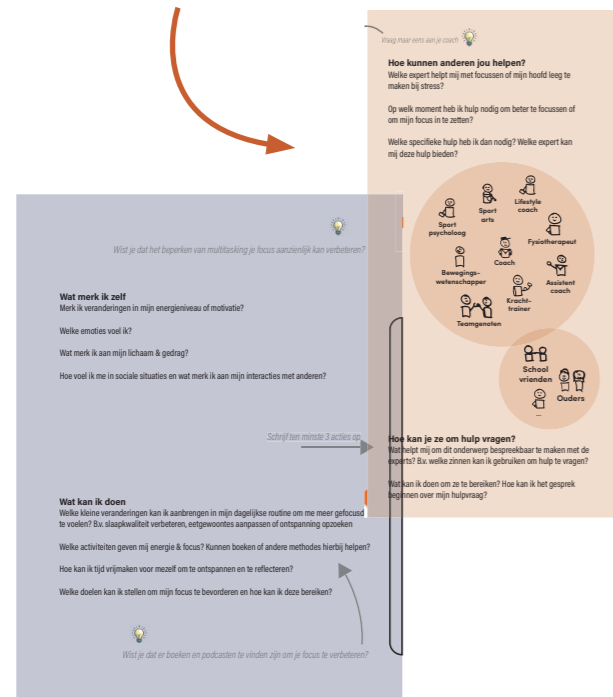 Vraag maar eens aan je coach
Hoe kunnen anderen jou helpen?
Welke expert helpt mij met focussen of mijn hoofd leeg te
maken bij stress?
Op welk moment heb ik hulp nodig om beter te focussen of
om mijn focus in te zetten?
Welke specifieke hulp heb ik dan nodig? Welke expert kan
mij deze hulp bieden?
Sport
psycholoog
Sport
arts
Lifestyle
coach
Fysiotherapeut
Coach
Bewegings-
wetenschapper
Assistent
coach
Kracht-
trainer
Teamgenoten
School
vrienden
Ouders
...
Hoe kan je ze om hulp vragen?
Wat helpt mij om dit onderwerp bespreekbaar te maken met de
experts? B.v. welke zinnen kan ik gebruiken om hulp te vragen?
Wat kan ik doen om ze te bereiken? Hoe kan ik het gesprek
beginnen over mijn hulpvraag?
Wist je dat het beperken van multitasking je focus aanzienlijk kan verbeteren?
Wat merk ik zelf
Merk ik veranderingen in mijn energieniveau of motivatie?
Welke emoties voel ik?
Wat merk ik aan mijn lichaam & gedrag?
Hoe voel ik me in sociale situaties en wat merk ik aan mijn interacties met anderen?
Schrijf ten minste 3 acties op
Wat kan ik doen
Welke kleine veranderingen kan ik aanbrengen in mijn dagelijkse routine om me meer gefocusd
te voelen? B.v. slaapkwaliteit verbeteren, eetgewoontes aanpassen of ontspanning opzoeken
Welke activiteiten geven mij energie & focus? Kunnen boeken of andere methodes hierbij helpen?
Hoe kan ik tijd vrijmaken voor mezelf om te ontspannen en te reflecteren?
Welke doelen kan ik stellen om mijn focus te bevorderen en hoe kan ik deze bereiken?
Wist je dat er boeken en podcasten te vinden zijn om je focus te verbeteren?